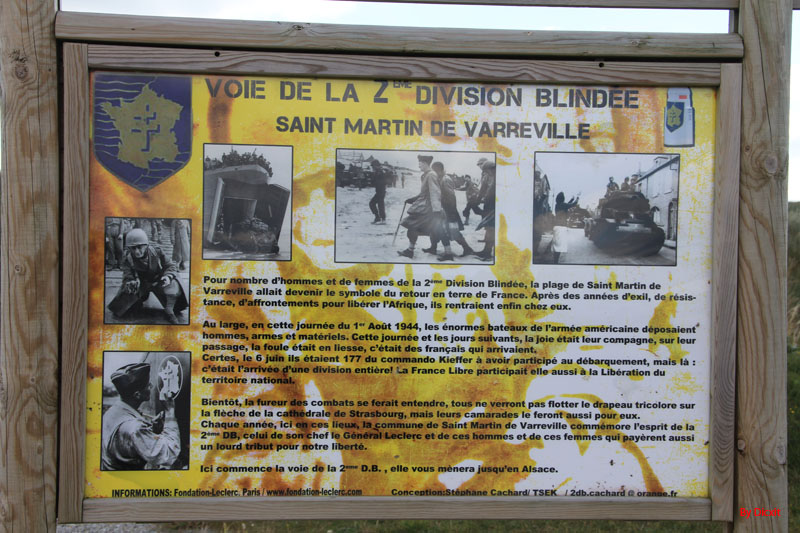 VOIE DE LA 2ÈME DIVISION BLINDÉE
SAINT MARTIN DE VARREVILLE
Pour nombre d'hommes et de femmes de la 2ème Division Blindée, la plage de Saint Martin de
Varreville allait devenir le symbole du retour en terre de France. Après des années d'exil, de résis-
tance, d'affrontements pour libérer l'Afrique, ils rentraient enfin chez eux.
Au large, en cette journée du 1er Août 1944, les énormes bateaux de l'armée américaine déposaient
hommes, armes et matériels. Cette journée et les jours suivants, la joie était leur compagne, sur leur
passage, la foule était en liesse, c'était des français qui arrivaient.
Certes, le 6 juin ils étaient 177 du commando Kieffer à avoir participé au débarquement, mais là :
c'était l'arrivée d'une division entière! La France Libre participait elle aussi à la Libération du
territoire national.
Bientôt, la fureur des combats se ferait entendre, tous ne verront pas flotter le drapeau tricolore sur
la flèche de la cathédrale de Strasbourg, mais leurs camarades le feront aussi pour eux.
Chaque année, ici en ces lieux, la commune de Saint Martin de Varreville commémore l'esprit de la
2ème DB, celui de son chef le Général Leclerc et de ces hommes et de ces femmes qui payèrent aussi
un lourd tribut pour notre liberté.
Ici commence la voie de la 2ème D.B. , elle vous mènera jusqu'en Alsace.
INFORMATIONS: Fondation-Leclerc. Paris / www.fondation-leclerc.com Conception:Stéphane Cachard/ TSEK / 2db.cachard @ orange.fr